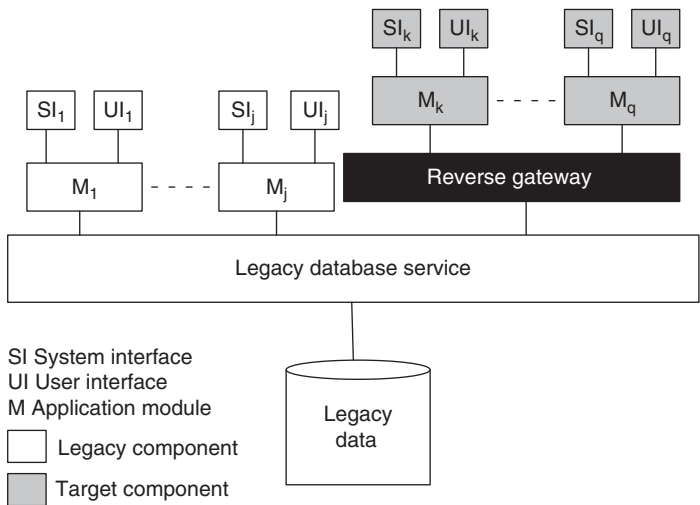 SIk UIk SIq UIq
Mk Mq
SI1 UI1 SIj UIj
M1 Mj
Reverse gateway
Legacy database service
SI System interface
UI User interface
M Application module
Legacy component
Target component
Legacy
data